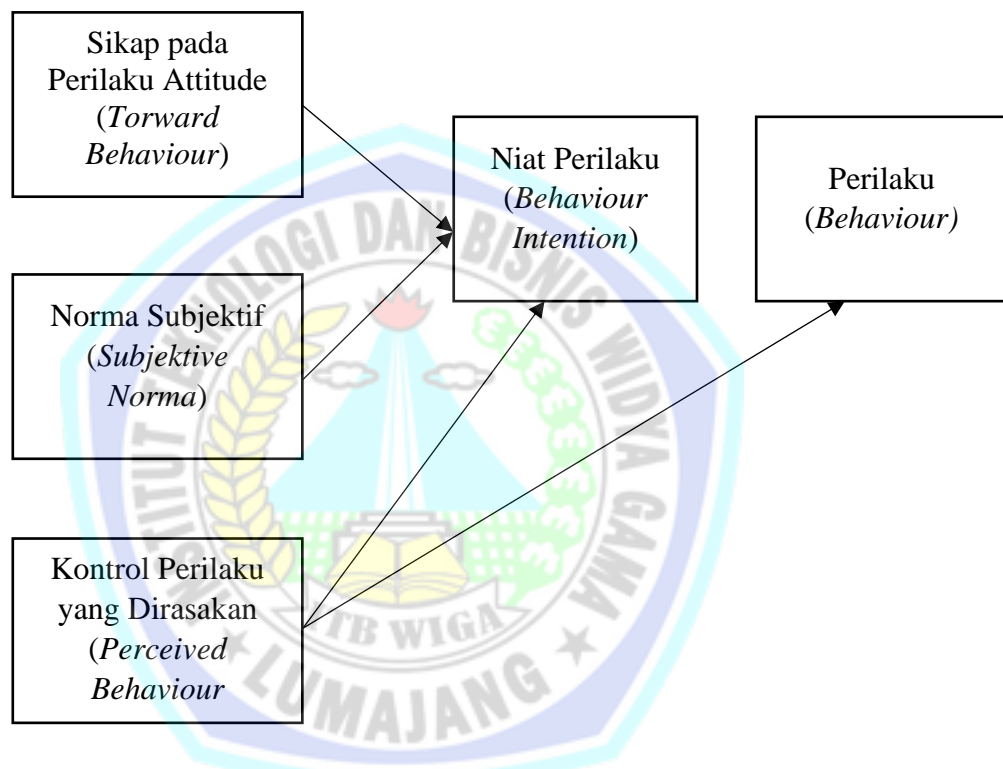 Sikap pada
Perilaku Attitude
(Torward
Behaviour)
Niat Perilaku
(Behaviour
Intention)
Perilaku
(Behaviour)
Norma Subjektif
(Subjektive
Norma)
Kontrol Perilaku
yang Dirasakan
(Perceived
Behaviour
INSTITUT TEKNOLOGI DAN BISNIS WIDYA GAMA
ITB WIGA
LUMAJANG